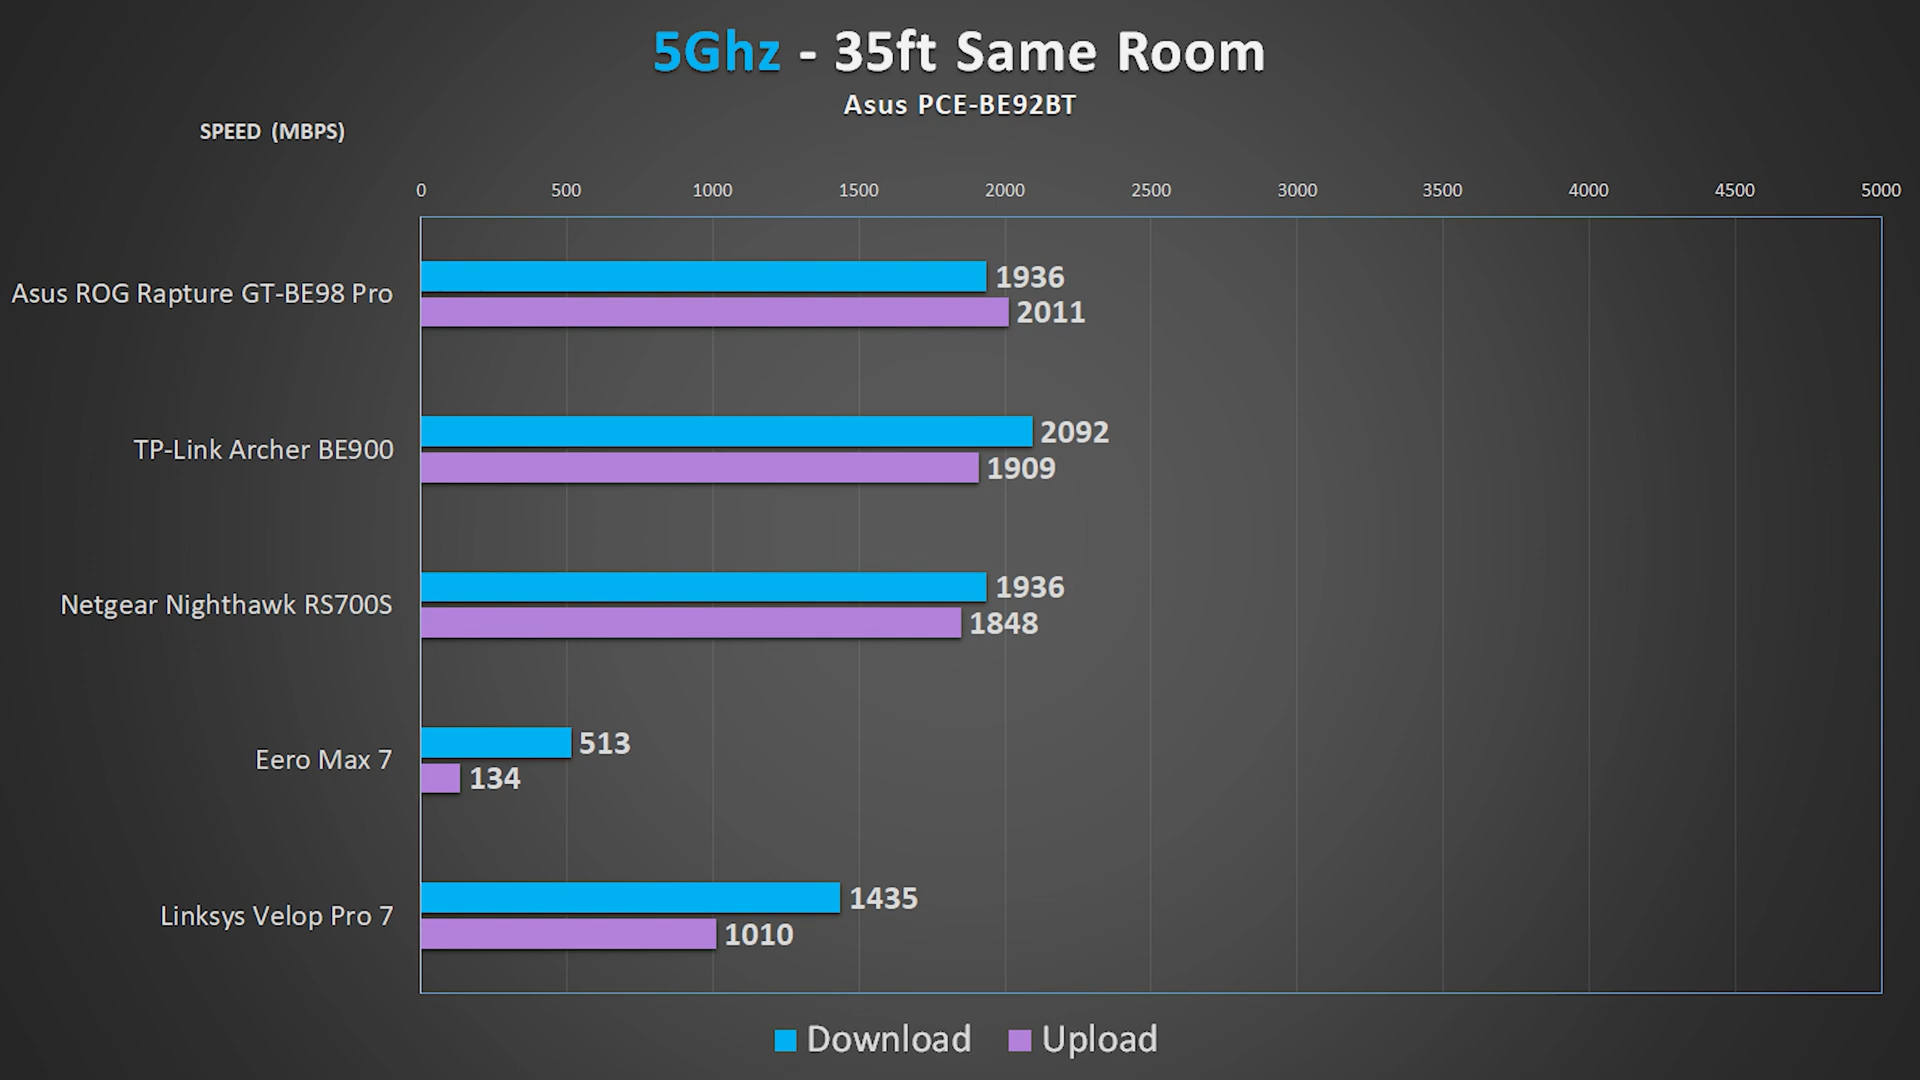 5Ghz - 35ft Same Room
Asus PCE-BE92BT
SPEED (MBPS)
0 500 1000 1500 2000 2500 3000 3500 4000 4500 5000
Asus ROG Rapture GT-BE98 Pro
1936
2011
TP-Link Archer BE900
2092
1909
Netgear Nighthawk RS700S
1936
1848
Eero Max 7
513
134
Linksys Velop Pro 7
1435
1010
Download Upload